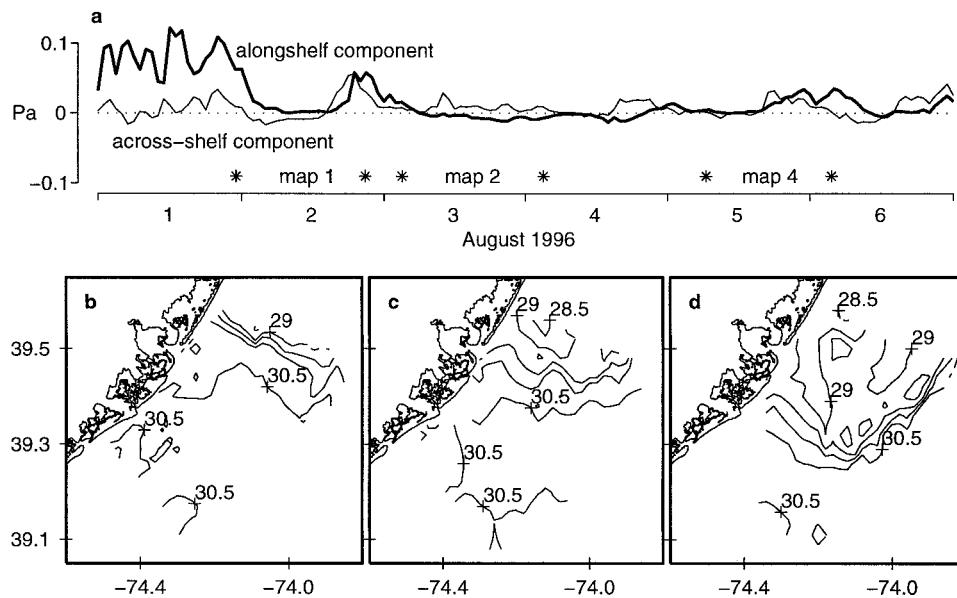 a
0.1
alongshelf component
Pa
0
across-shelf component
-0.1
* map 1 * * map 2 * * map 4 *
1 2 3 4 5 6
August 1996
b c d
39.5
39.3
39.1
29
30.5
30.5
30.5
29
28.5
30.5
30.5
30.5
28.5
29
29
30.5
30.5
-74.4 -74.0 -74.4 -74.0 -74.4 -74.0